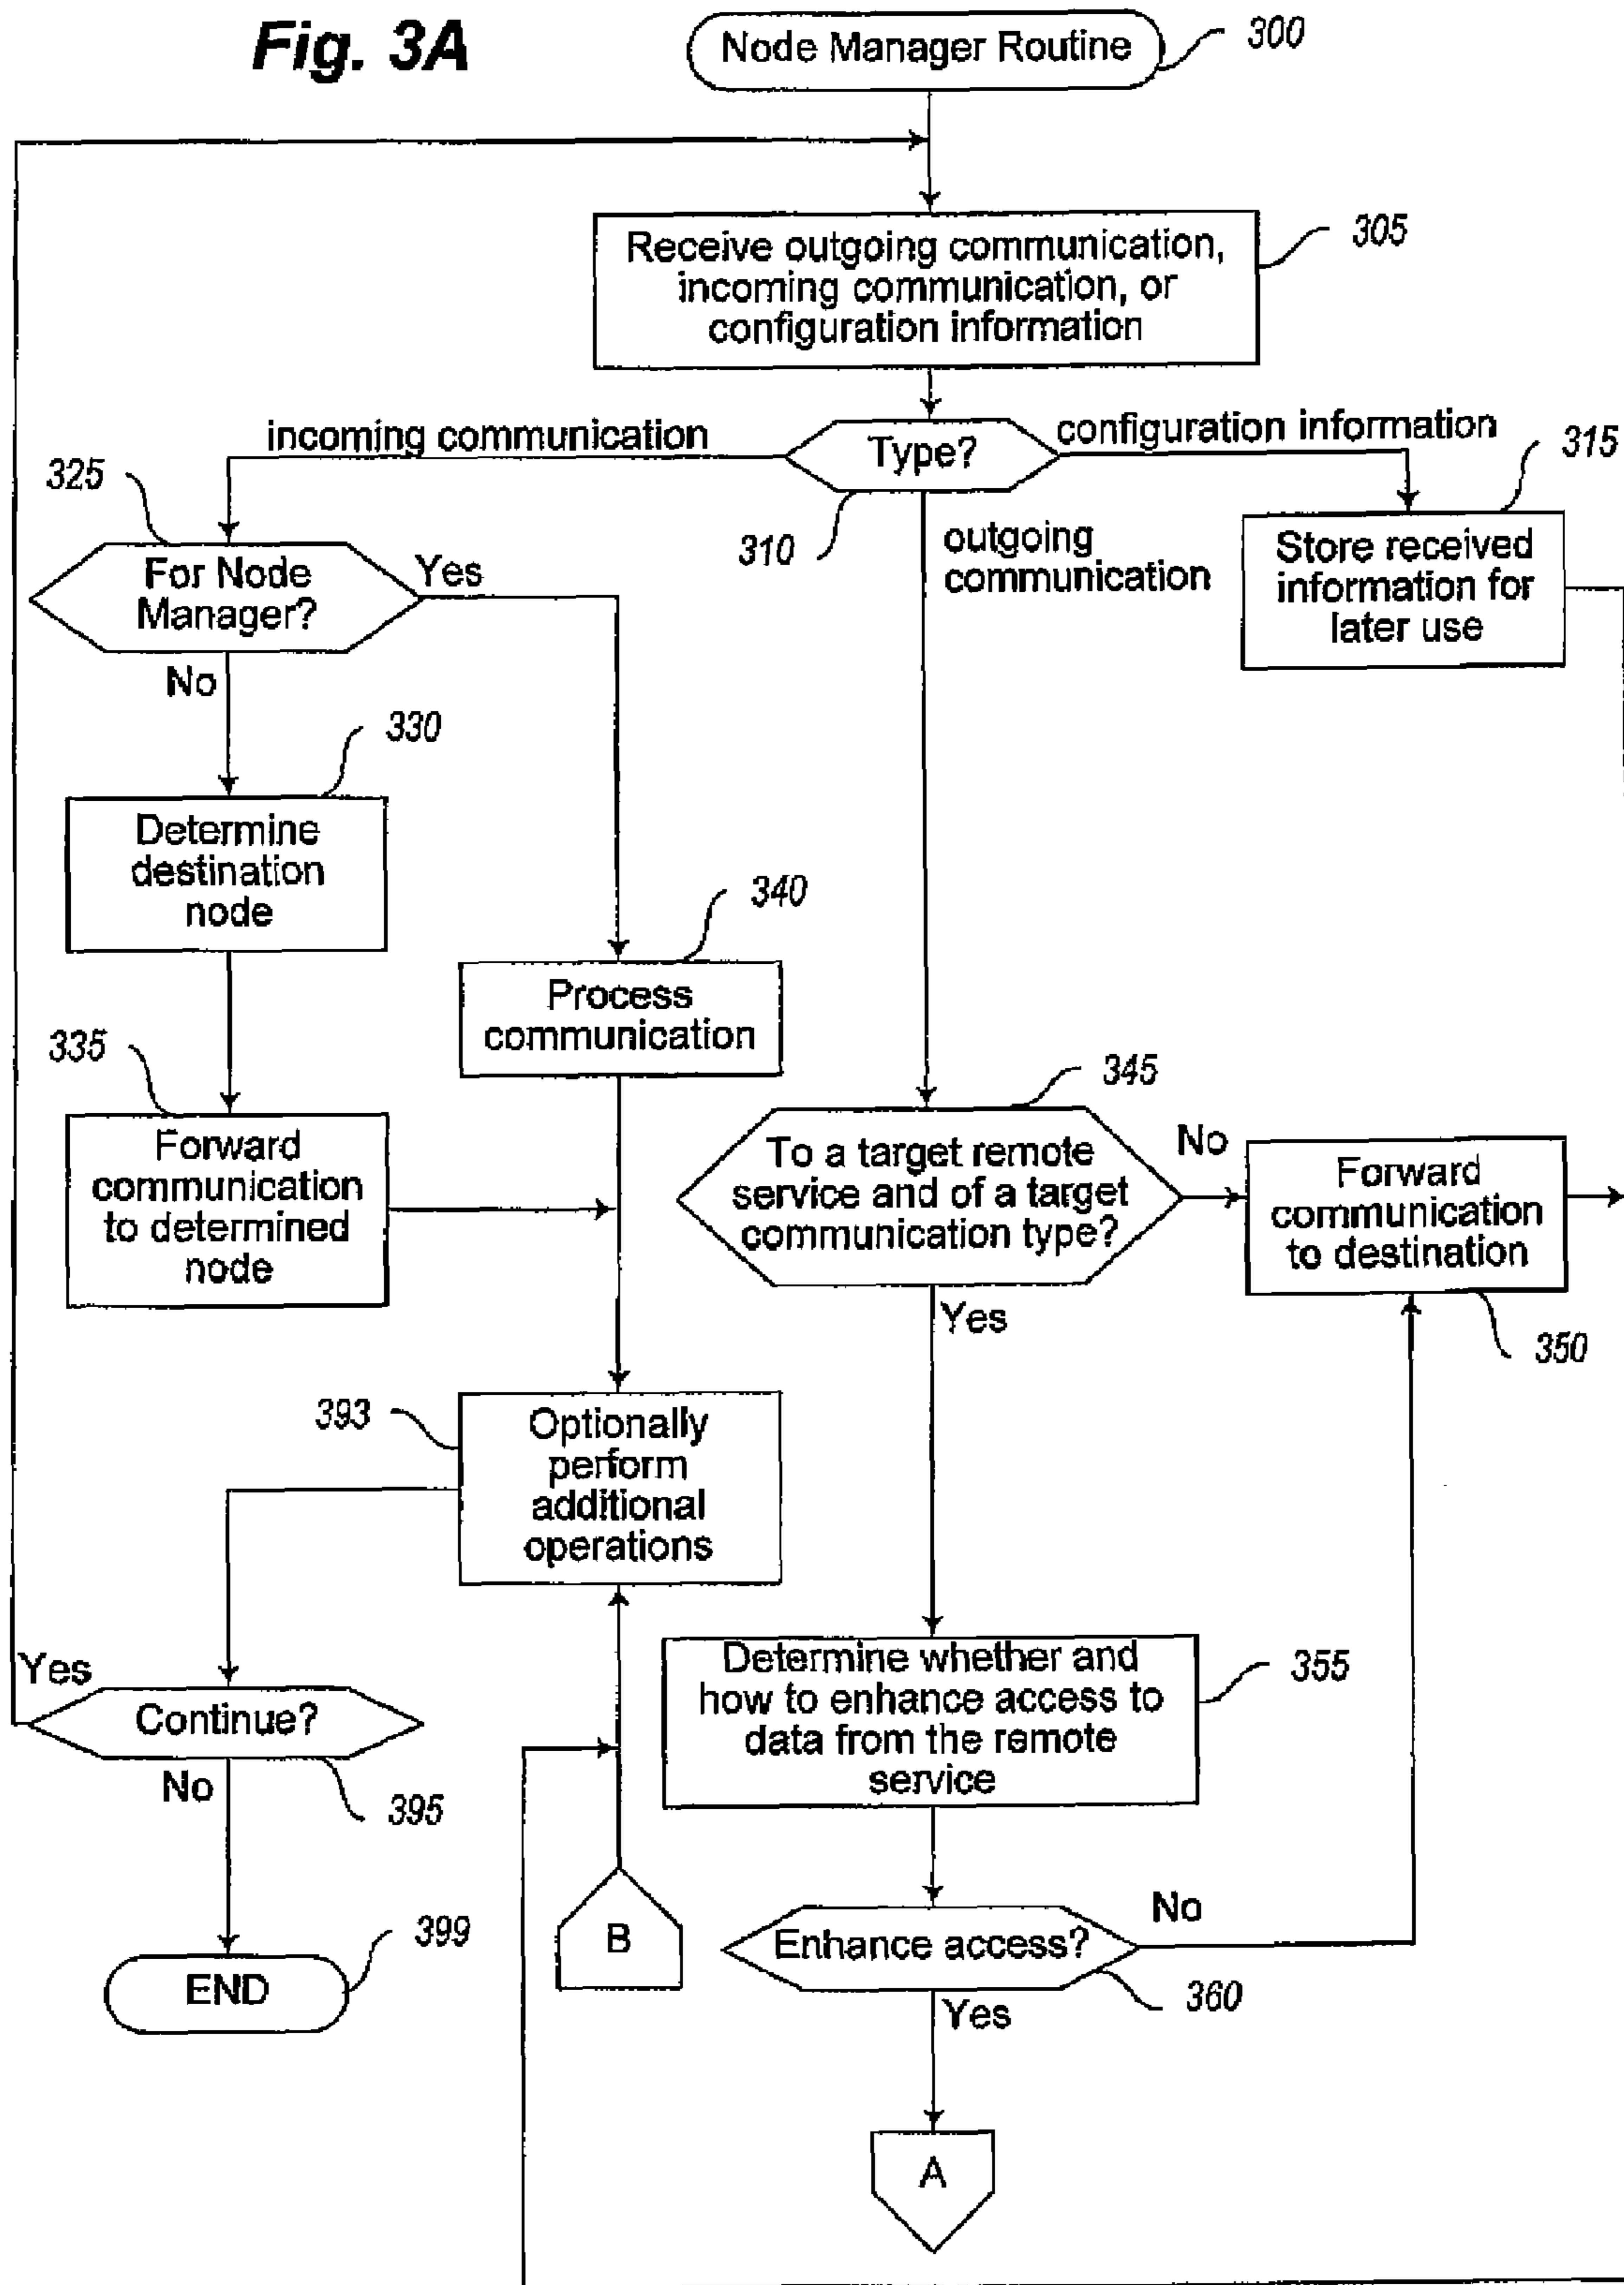 Fig. 3A
Node Manager Routine
300
Receive outgoing communication,
incoming communication, or
configuration information
305
incoming communication
Type?
configuration information
310
315
325
For Node
Manager?
Yes
No
outgoing
communication
Store received
information for
later use
330
Determine
destination
node
340
Process
communication
335
Forward
communication
to determined
node
345
To a target remote
service and of a target
communication type?
No
Yes
Forward
communication
to destination
350
393
Optionally
perform
additional
operations
Determine whether and
how to enhance access to
data from the remote
service
355
Yes
Continue?
No
395
B
Enhance access?
No
360
Yes
END
399
A